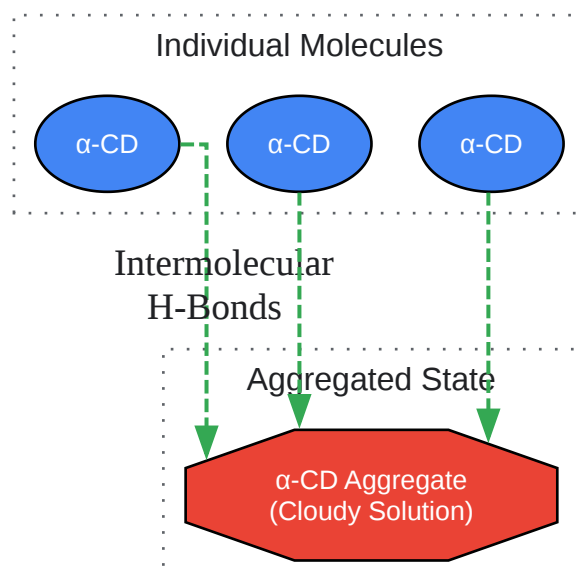 Individual Molecules
α-CD α-CD α-CD
Intermolecular
H-Bonds
Aggregated State
α-CD Aggregate
(Cloudy Solution)